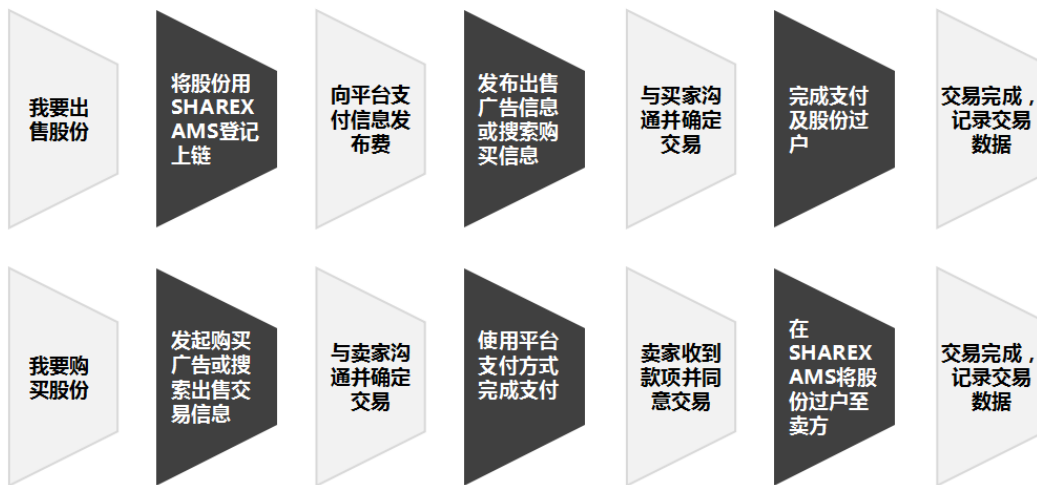 我要出
售股份
将股份用
SHAREX
AMS登记
上链
向平台支
付信息发
布费
发布出售
广告信息
或搜索购
买信息
与买家沟
通并确定
交易
完成支付
及股份过
户
交易完成，
记录交易
数据
我要购
买股份
发起购买
广告或搜
索出售交
易信息
与卖家沟
通并确定
交易
使用平台
支付方式
完成支付
卖家收到
款项并同
意交易
在
SHAREX
AMS将股
份过户至
卖方
交易完成，
记录交易
数据